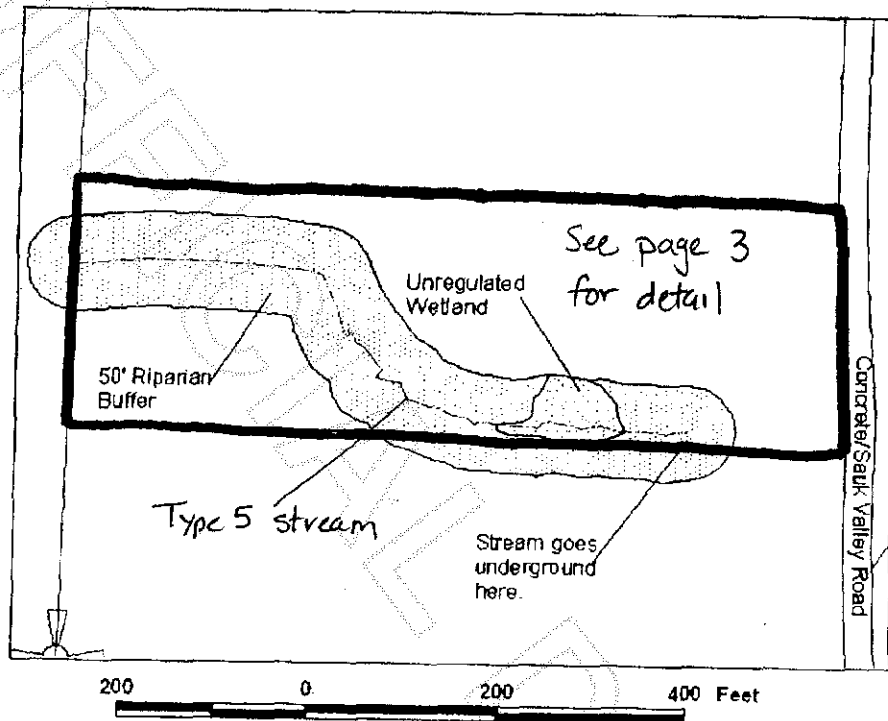 See page 3
for detail
Unregulated
Wetland
50' Riparian
Buffer
Type 5 stream
Stream goes
underground
here.
Concrete/Sauk Valley Road
200 0. 200 400 Feet